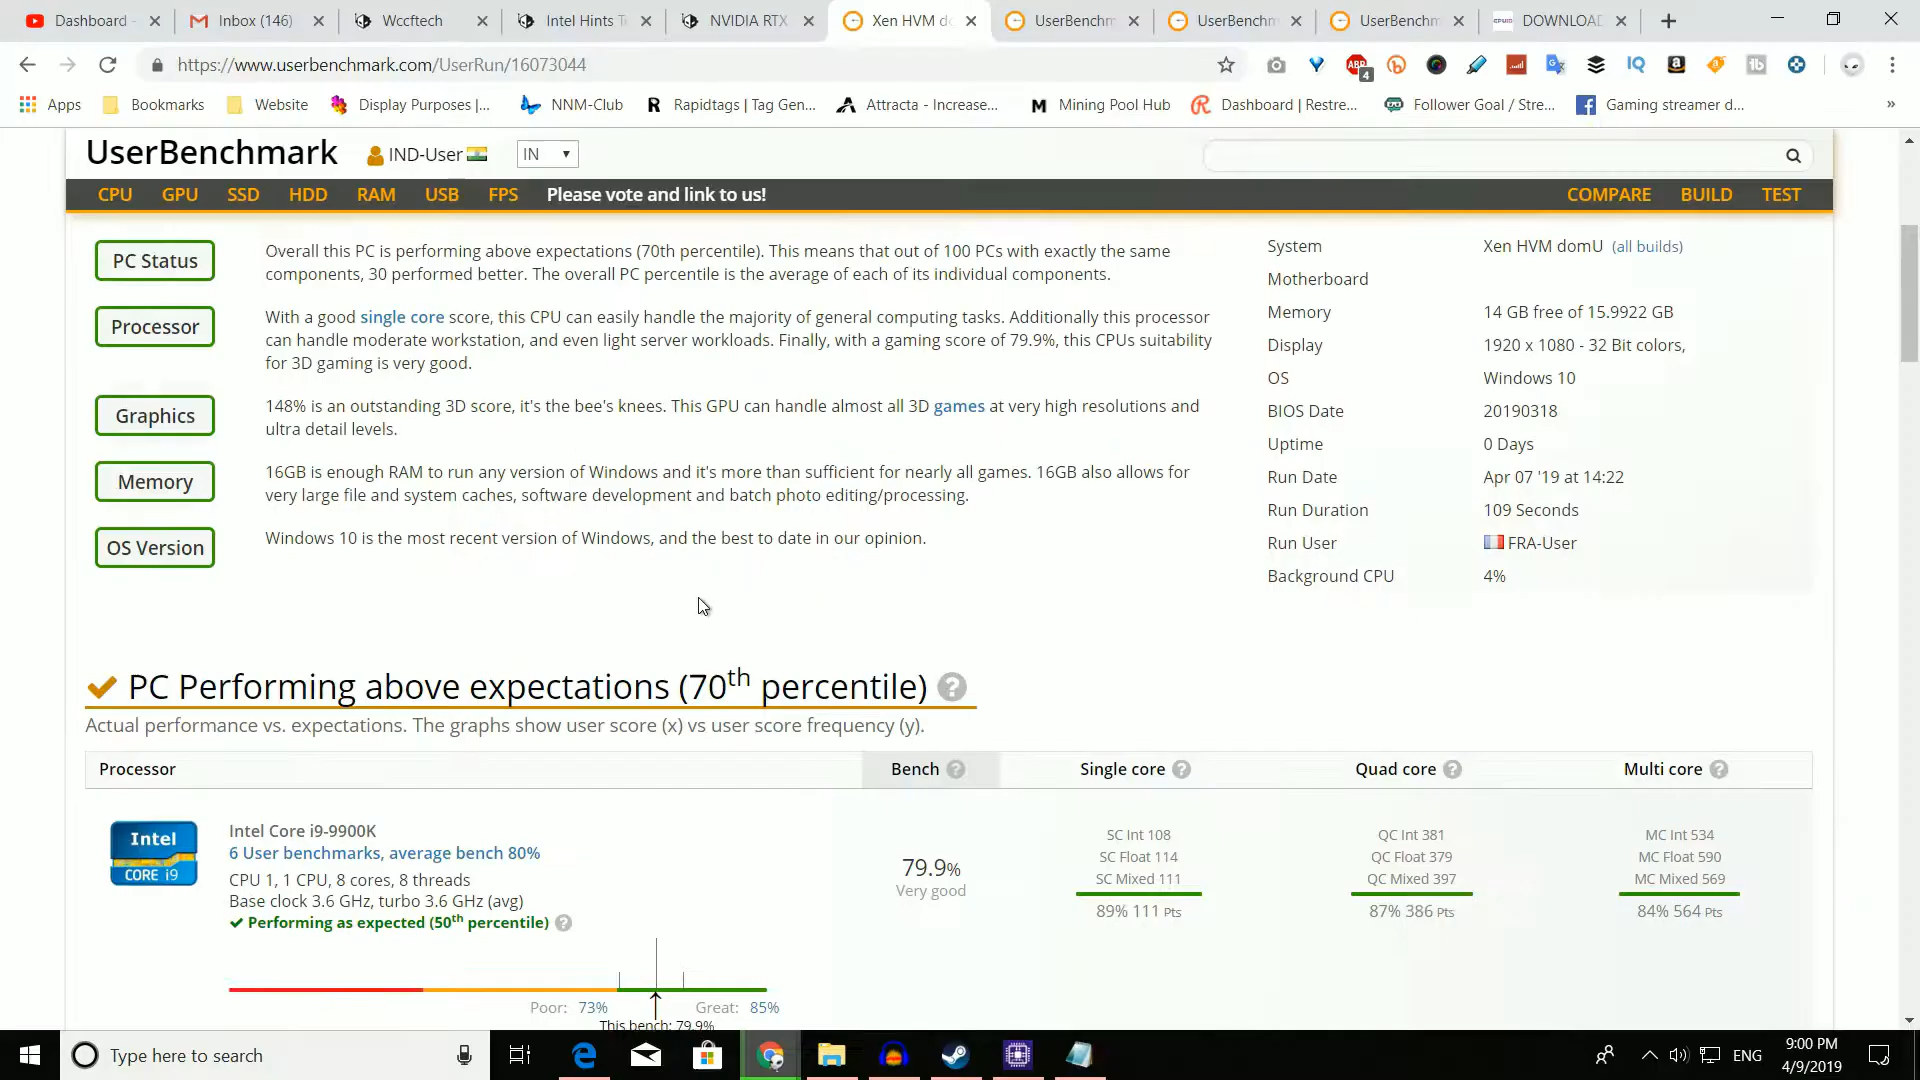 Dashboard -
Inbox (146)
Wccftech
Intel Hints
NVIDIA RTX
Xen HVM
UserBenchm
UserBenchm
UserBenchm
DOWNLOAD
https://www.userbenchmark.com/UserRun/16073044
Apps
Bookmarks
Website
Display Purposes |...
NNM-Club
Rapidtags | Tag Gen...
Attracta - Increase...
Mining Pool Hub
Dashboard | Restre...
Follower Goal / Stre...
Gaming streamer d...
UserBenchmark
IND-User
IN
CPU GPU SSD HDD RAM USB FPS Please vote and link to us! COMPARE BUILD TEST
PC Status
Overall this PC is performing above expectations (70th percentile). This means that out of 100 PCs with exactly the same
components, 30 performed better. The overall PC percentile is the average of each of its individual components.
Processor
With a good single core score, this CPU can easily handle the majority of general computing tasks. Additionally this processor
can handle moderate workstation, and even light server workloads. Finally, with a gaming score of 79.9%, this CPUs suitability
for 3D gaming is very good.
Graphics
148% is an outstanding 3D score, it's the bee's knees. This GPU can handle almost all 3D games at very high resolutions and
ultra detail levels.
Memory
16GB is enough RAM to run any version of Windows and it's more than sufficient for nearly all games. 16GB also allows for
very large file and system caches, software development and batch photo editing/processing.
OS Version
Windows 10 is the most recent version of Windows, and the best to date in our opinion.
System Xen HVM domU (all builds)
Motherboard
Memory 14 GB free of 15.9922 GB
Display 1920 x 1080 - 32 Bit colors,
OS Windows 10
BIOS Date 20190318
Uptime 0 Days
Run Date Apr 07 '19 at 14:22
Run Duration 109 Seconds
Run User FRA-User
Background CPU 4%
PC Performing above expectations (70th percentile) ?
Actual performance vs. expectations. The graphs show user score (x) vs user score frequency (y).
Processor Bench ? Single core ? Quad core ? Multi core ?
Intel
CORE i9
Intel Core i9-9900K
6 User benchmarks, average bench 80%
CPU 1, 1 CPU, 8 cores, 8 threads
Base clock 3.6 GHz, turbo 3.6 GHz (avg)
Performing as expected (50th percentile) ?
79.9%
Very good
SC Int 108
SC Float 114
SC Mixed 111
89% 111 Pts
QC Int 381
QC Float 379
QC Mixed 397
87% 386 Pts
MC Int 534
MC Float 590
MC Mixed 569
84% 564 Pts
Poor: 73% Great: 85%
This bench: 79.9%
Type here to search
ENG
9:00 PM
4/9/2019